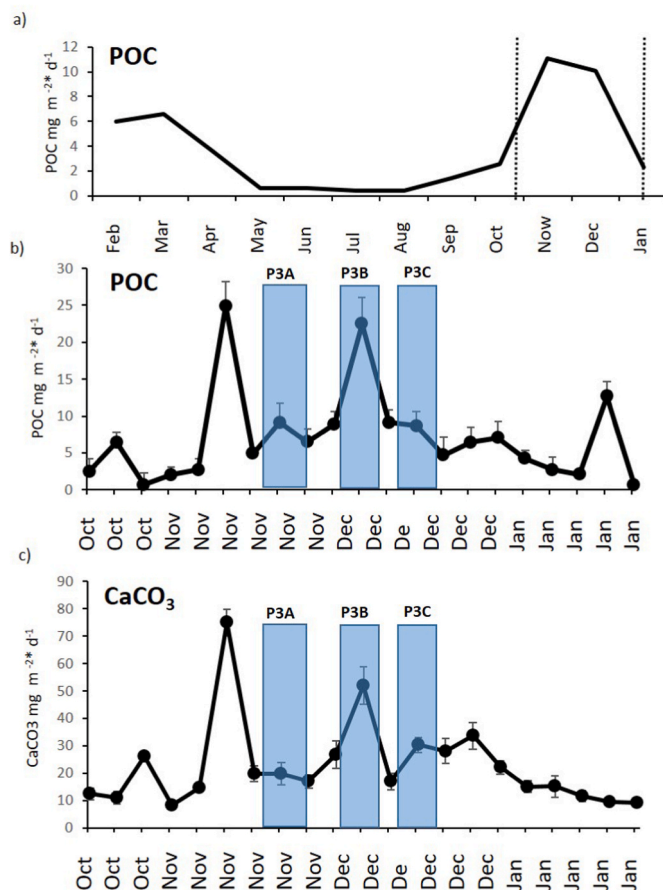 a)
POC
POC mg m -2* d-1
12
10
8
6
4
2
0
Feb
Mar
Apr
May
Jun
Jul
Aug
Sep
Oct
Now
Dec
Jan
b)
POC
P3A
P3B
P3C
POC mg m -2* d-1
30
25
20
15
10
5
0
Oct
Oct
Oct
Nov
Nov
Nov
Nov
Nov
Nov
Dec
Dec
De
Dec
Dec
Dec
Jan
Jan
Jan
Jan
Jan
c)
CaCO3
P3A
P3B
P3C
CaCO3 mg m -2* d-1
90
80
70
60
50
40
30
20
10
0
Oct
Oct
Oct
Nov
Nov
Nov
Nov
Nov
Nov
Dec
Dec
De
Dec
Dec
Dec
Jan
Jan
Jan
Jan
Jan